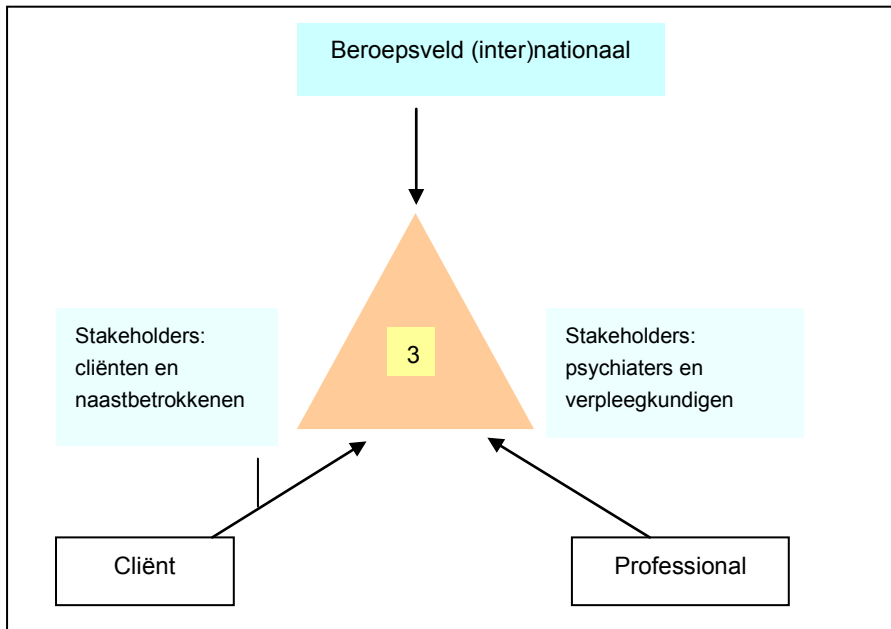 Beroepsveld (inter)nationaal
Stakeholders:
cliënten en
naastbetrokkenen
3
Stakeholders:
psychiaters en
verpleegkundigen
Cliënt
Professional